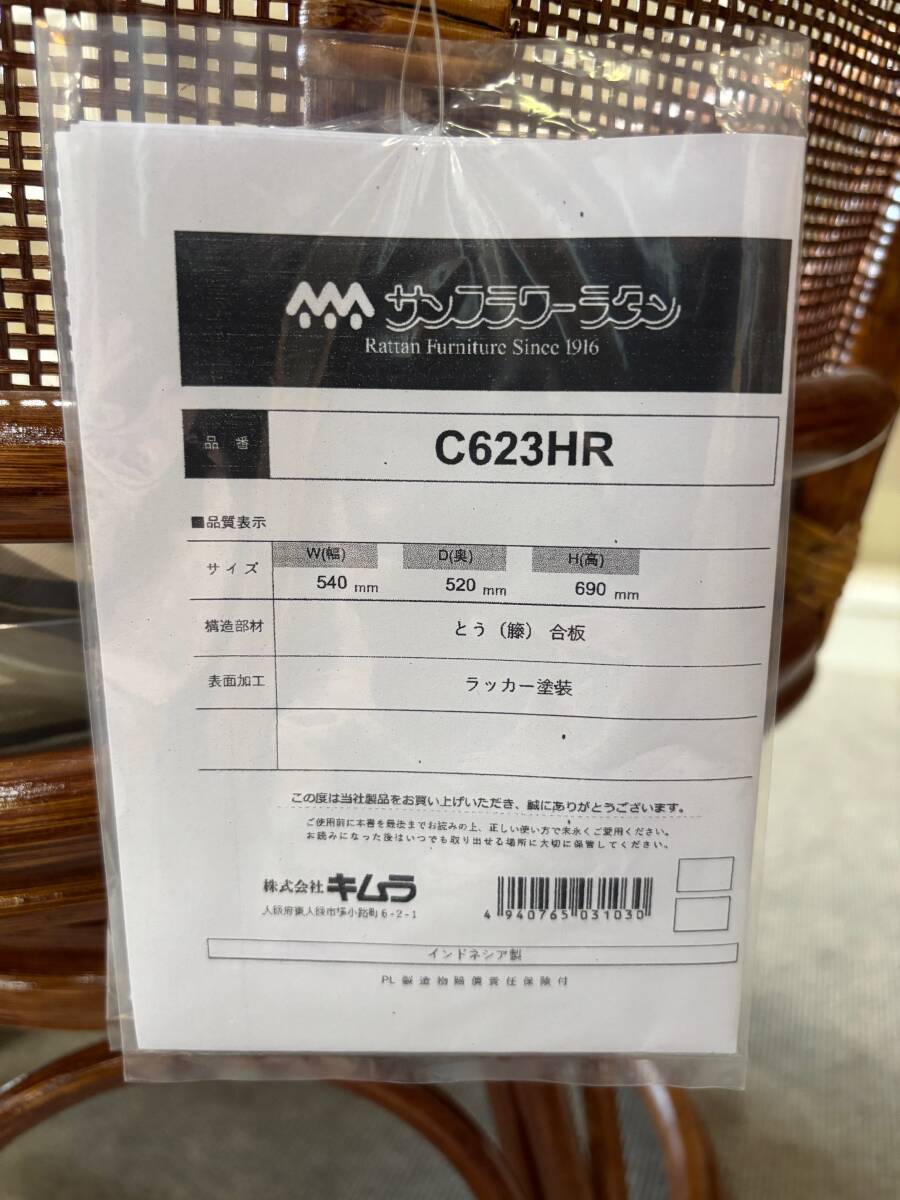 サンフラワーラタン
Rattan Furniture Since 1916
品 番 C623HR
■品質表示
サイズ W(幅) D(奥) H(高)
540 mm 520 mm 690 mm
構造部材 とう（籐） 合板
表面加工 ラッカー塗装
この度は当社製品をお買い上げいただき、誠にありがとうございます。
ご使用前に本書を最後までお読みの上、正しい使い方で末永くご愛用ください。
お読みになった後はいつでも取り出せる場所に大切に保管してください。
株式会社 キムラ
4 940765 031030
インドネシア製
PL 製造物賠償責任保険付